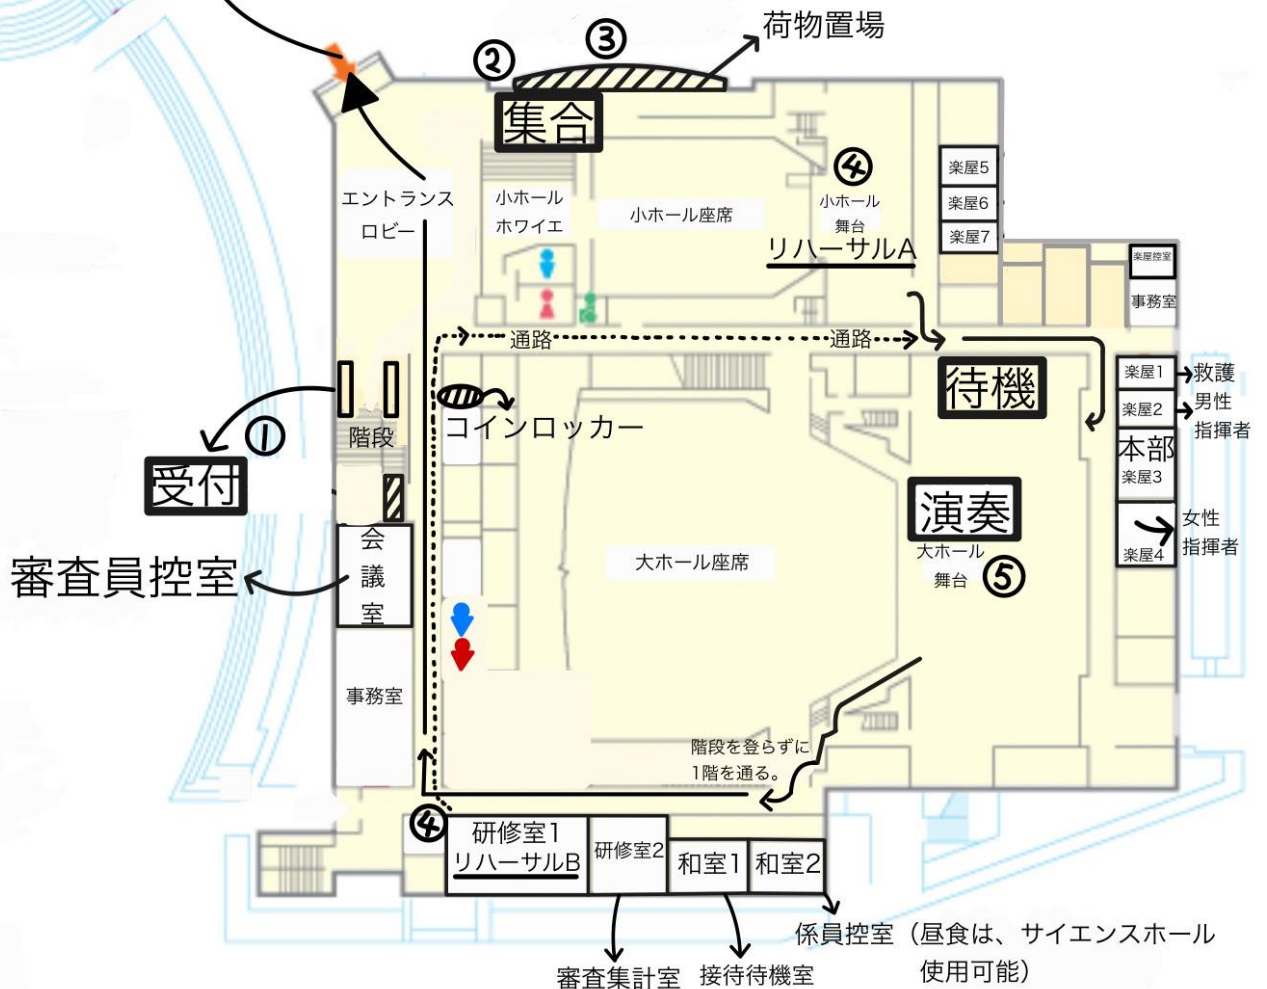 荷物置場
③
②
集合
④
楽屋5
楽屋6
楽屋7
エントランス
ロビー
小ホール
ホワイエ
小ホール座席
小ホール
舞台
リハーサルA
楽屋控室
事務室
通路
通路
待機
楽屋1
救護
楽屋2
男性
指揮者
本部
楽屋3
楽屋4
女性
指揮者
コインロッカー
階段
①
受付
演奏
大ホール
舞台
⑤
大ホール座席
会
議
室
審査員控室
事務室
階段を登らずに
1階を通る。
④
研修室1
リハーサルB
研修室2
和室1
和室2
係員控室（昼食は、サイエンスホール
使用可能）
審査集計室
接待待機室